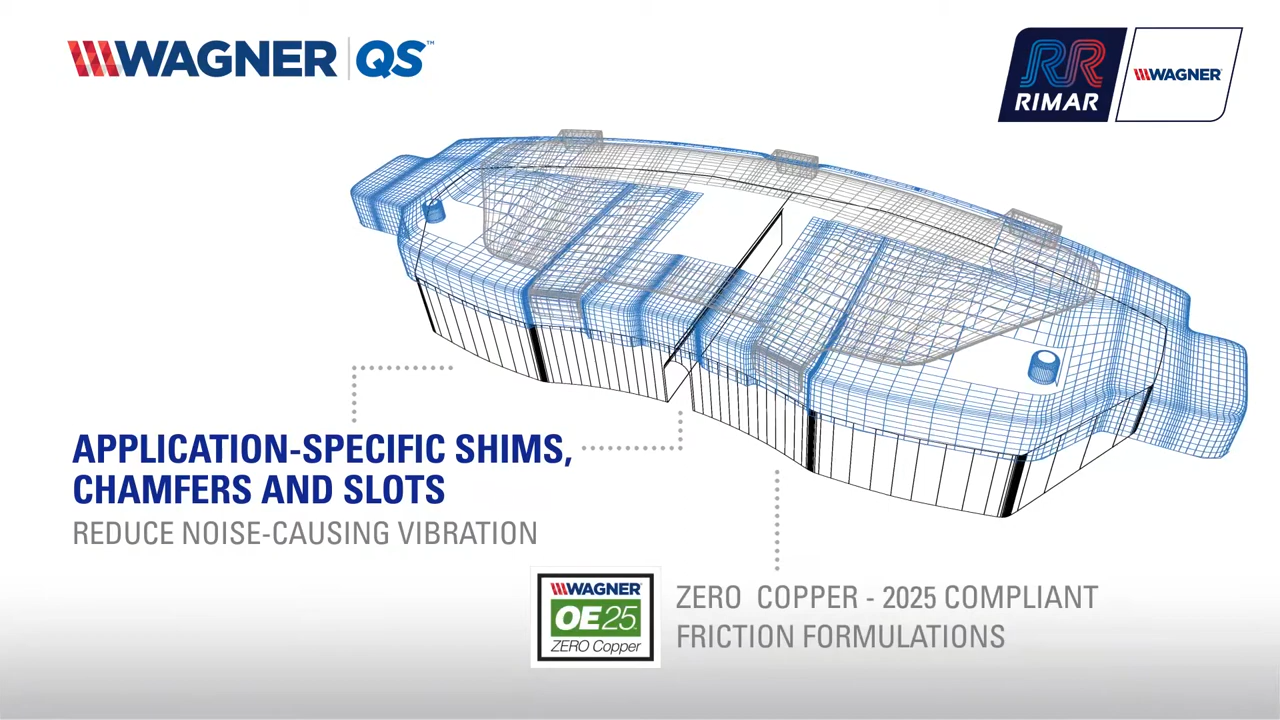 WAGNER QS™
RIMAR
WAGNER
APPLICATION-SPECIFIC SHIMS,
CHAMFERS AND SLOTS
REDUCE NOISE-CAUSING VIBRATION
WAGNER
OE25
ZERO Copper
ZERO COPPER - 2025 COMPLIANT
FRICTION FORMULATIONS